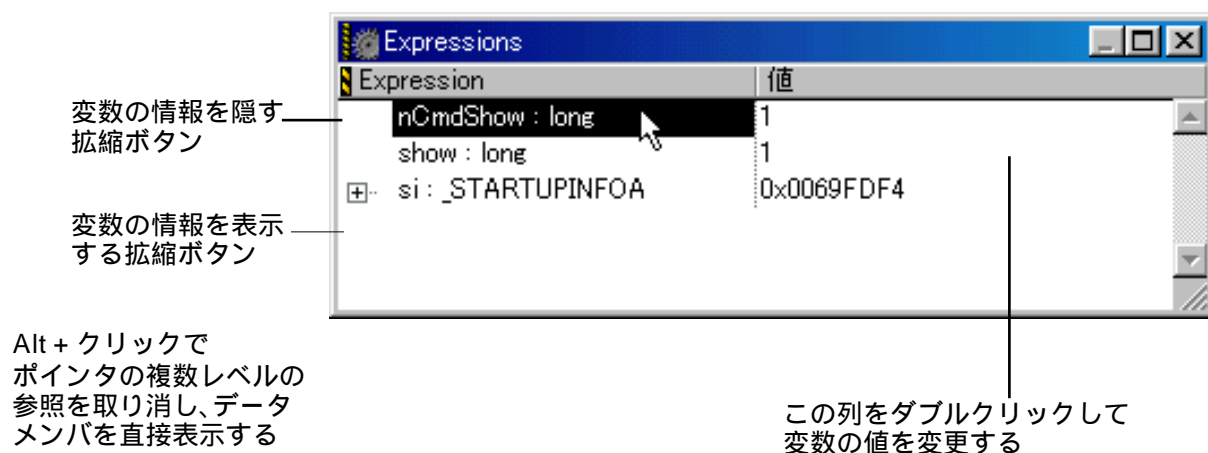 Expressions
Expression 値
nCmdShow : long 1
show : long 1
si : _STARTUPINFOA 0x0069FDF4
変数の情報を隠す
拡縮ボタン
変数の情報を表示
する拡縮ボタン
Alt + クリックで
ポインタの複数レベルの
参照を取り消し、データ
メンバを直接表示する
この列をダブルクリックして
変数の値を変更する